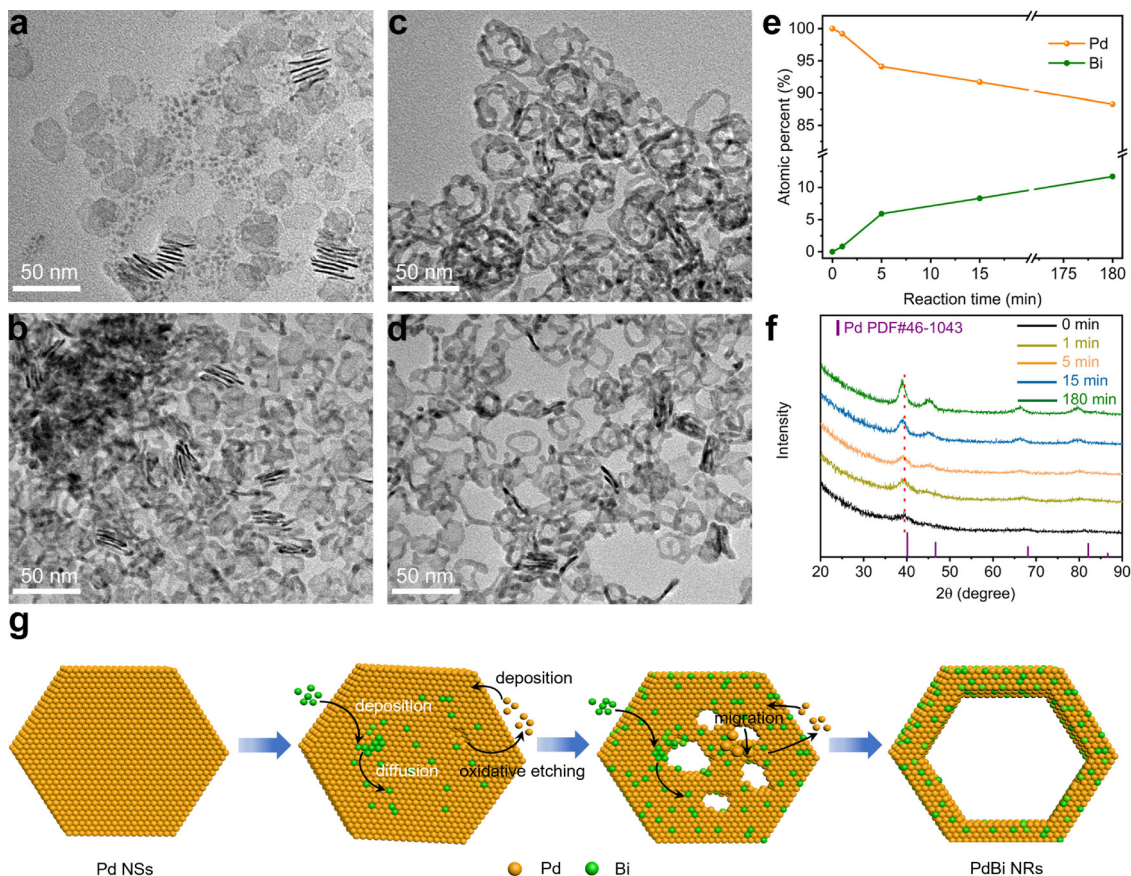 a
50 nm
c
50 nm
e
100
95
90
85
10
5
0
Atomic percent (%)
Pd
Bi
0
5
10
15
175
180
Reaction time (min)
b
50 nm
d
50 nm
f
Pd PDF#46-1043
0 min
1 min
5 min
15 min
180 min
Intensity
20
30
40
50
60
70
80
90
2θ (degree)
g
deposition
deposition
diffusion
oxidative etching
migration
Pd NSs
Pd
Bi
PdBi NRs